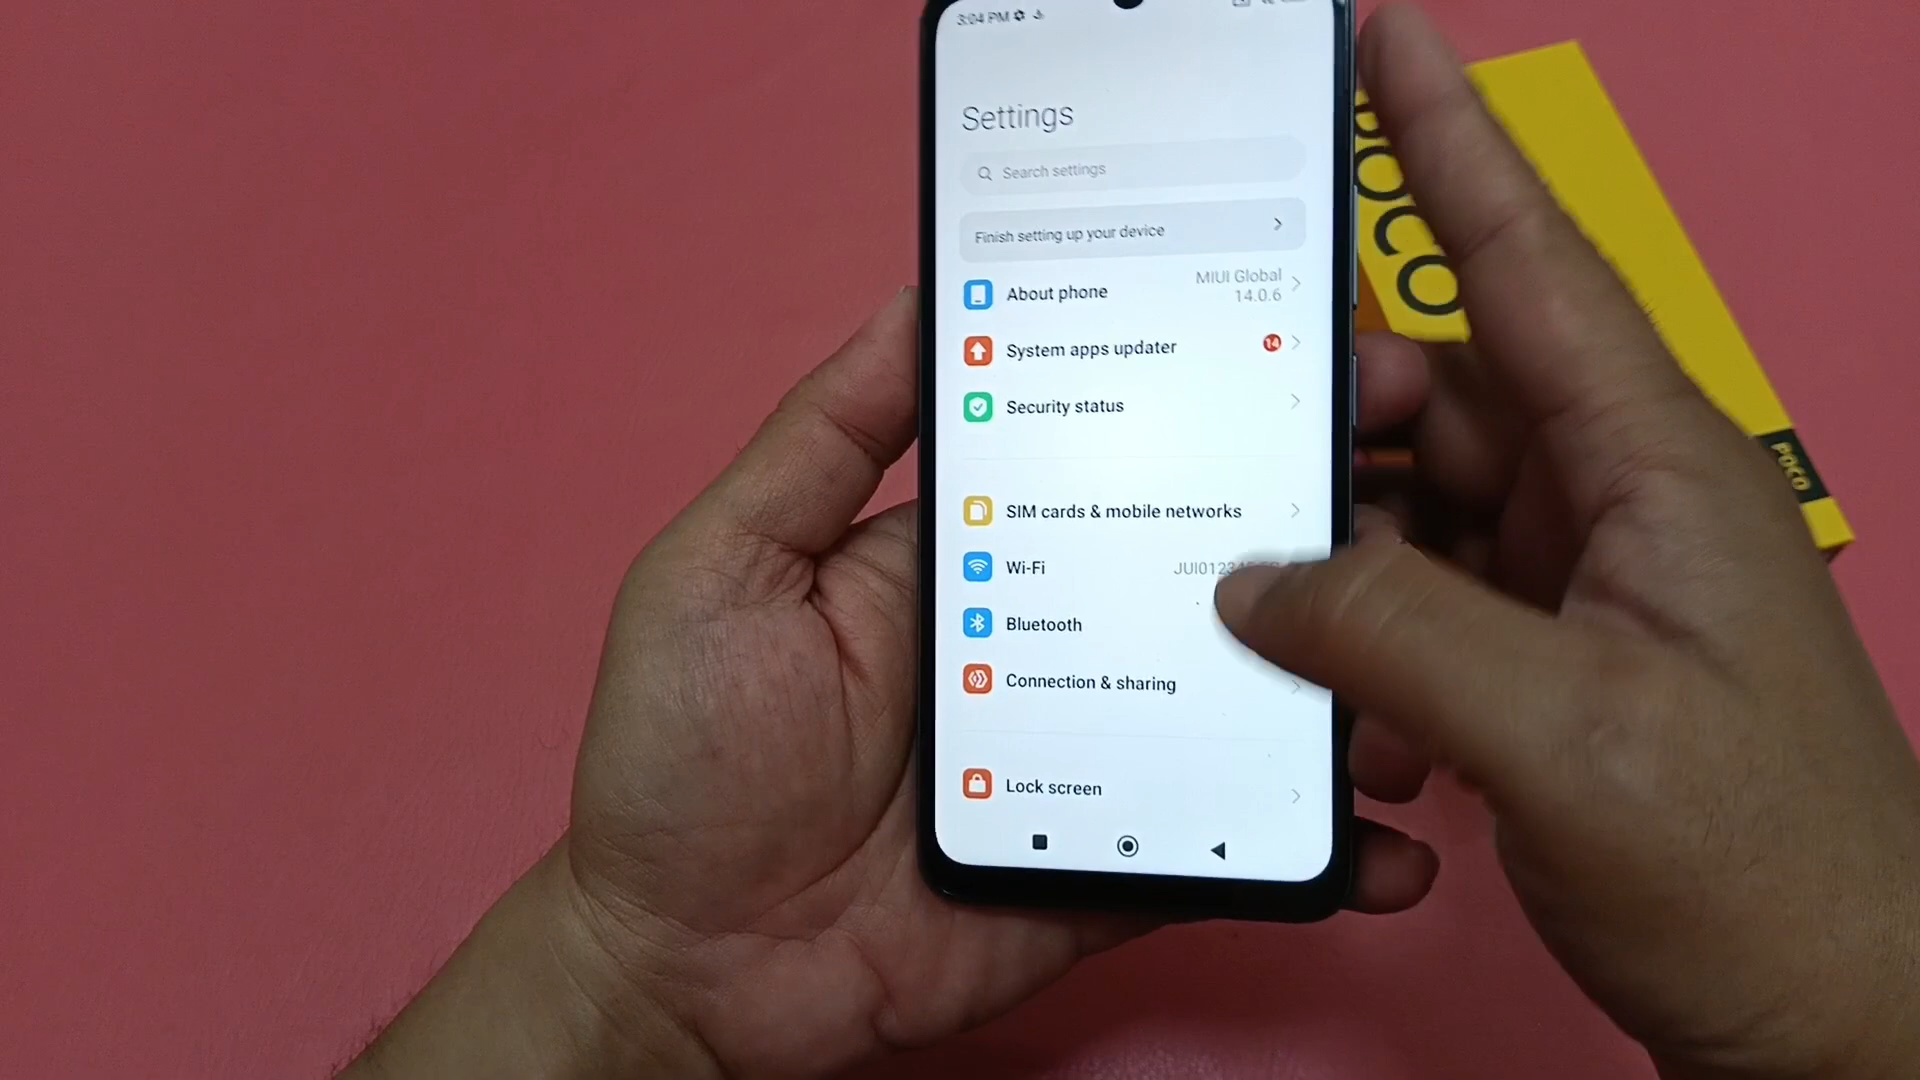 3:04 PM
Settings
Search settings
Finish setting up your device
About phone
MIUI Global
14.0.6
System apps updater
14
Security status
SIM cards & mobile networks
Wi-Fi
Bluetooth
Connection & sharing
Lock screen
POCO
POCO